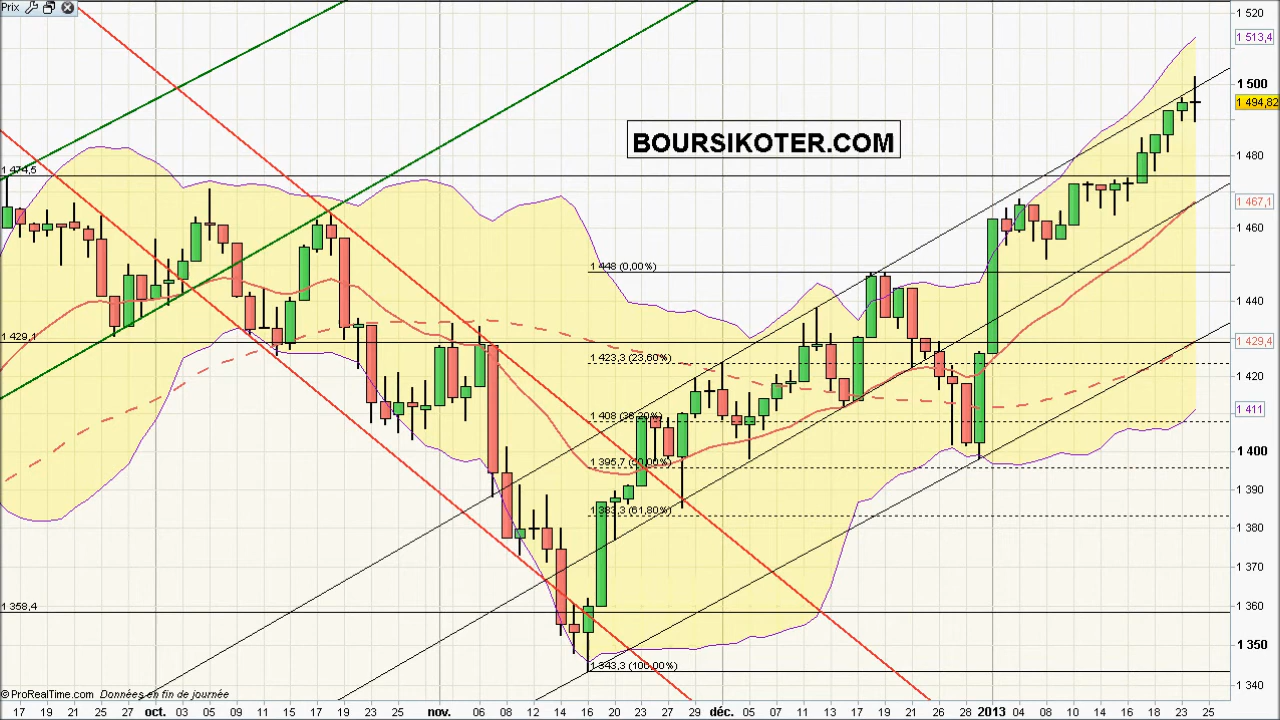 Prix
1 520
1 513,4
1 500
1 494,82
BOURSIKOTER.COM
1 480
1 474,5
1 467,1
1 460
1 448 (0,00%)
1 440
1 429,1
1 429,4
1 423,3 (23,60%)
1 420
1 408 (38,20%)
1 411
1 400
1 395,7 (50,00%)
1 390
1 383,3 (61,80%)
1 380
1 370
1 358,4
1 360
1 350
1 343,3 (100,00%)
1 340
© ProRealTime.com Données en fin de journée
17 19 21 25 27 oct. 03 05 09 11 15 17 19 23 25 nov. 06 08 12 14 16 20 23 27 29 déc. 05 07 11 13 17 19 21 26 28 2013 04 08 10 14 16 18 23 25